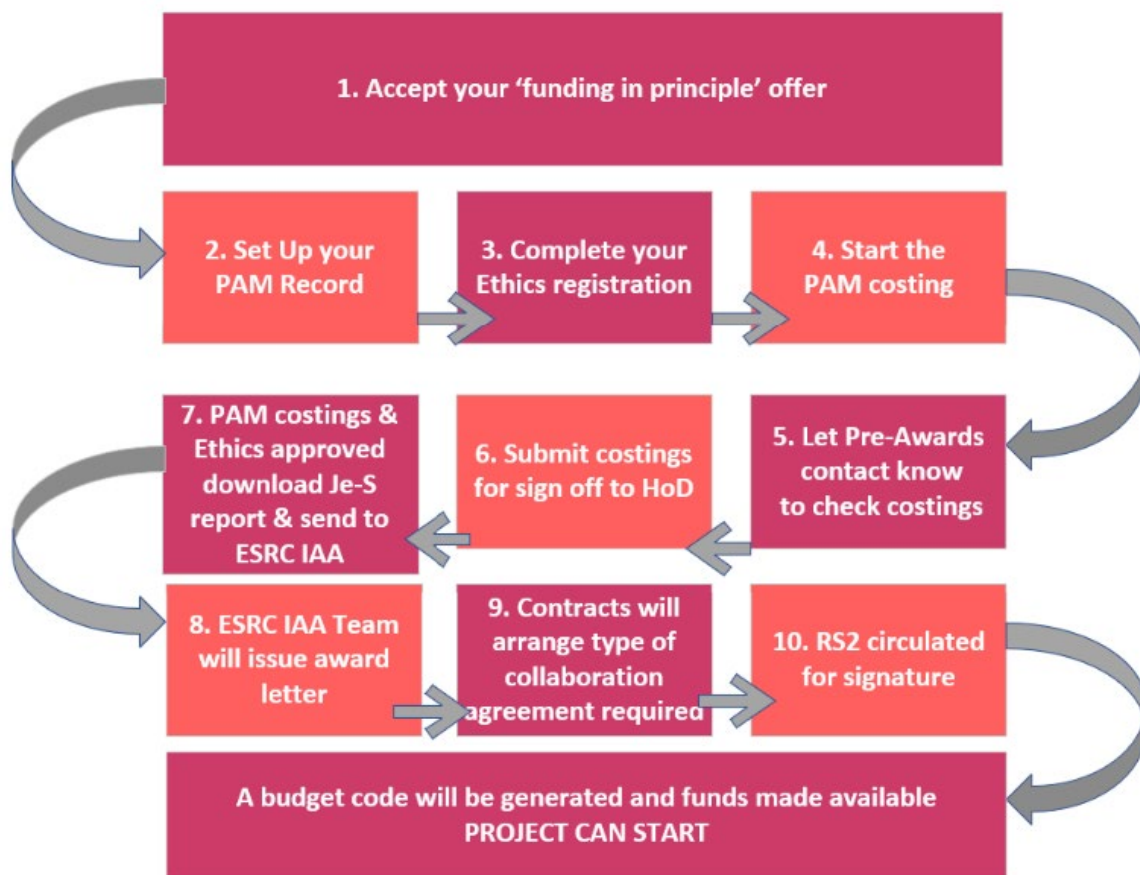 1. Accept your ‘funding in principle’ offer
2. Set Up your
PAM Record
3. Complete your
Ethics registration
4. Start the
PAM costing
5. Let Pre-Awards
contact know
to check costings
6. Submit costings
for sign off to HoD
7. PAM costings &
Ethics approved
download Je-S
report & send to
ESRC IAA
8. ESRC IAA Team
will issue award
letter
9. Contracts will
arrange type of
collaboration
agreement required
10. RS2 circulated
for signature
A budget code will be generated and funds made available
PROJECT CAN START